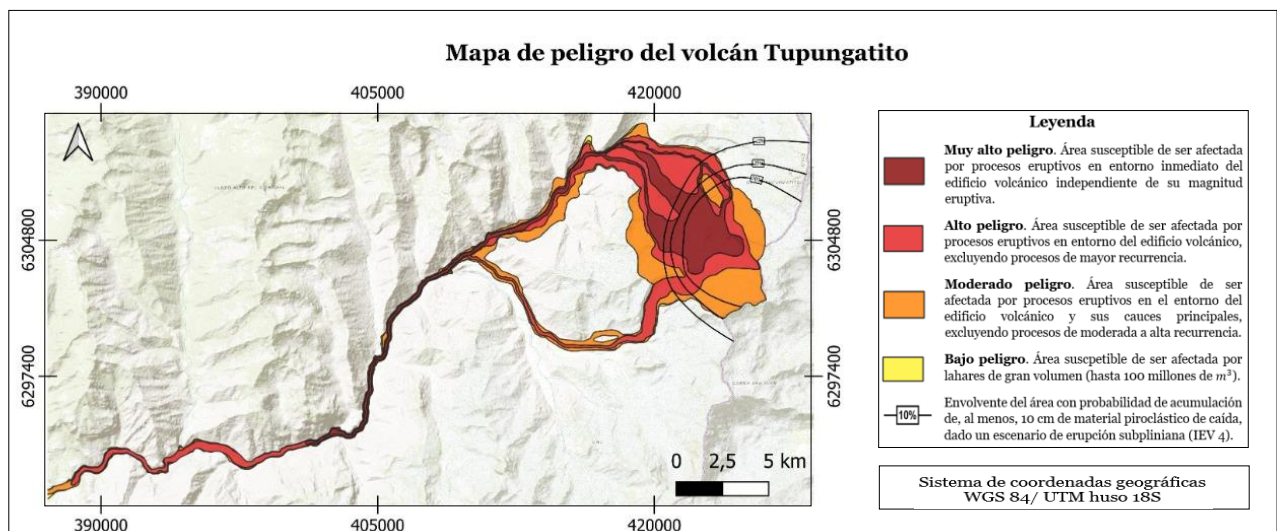 Mapa de peligro del volcán Tupungatito
390000
405000
420000
6304800
6297400
6304800
6297400
0 2,5 5 km
390000
405000
420000
Leyenda
Muy alto peligro. Área susceptible de ser afectada
por procesos eruptivos en entorno inmediato del
edificio volcánico independiente de su magnitud
eruptiva.
Alto peligro. Área susceptible de ser afectada por
procesos eruptivos en entorno del edificio volcánico,
excluyendo procesos de mayor recurrencia.
Moderado peligro. Área susceptible de ser
afectada por procesos eruptivos en el entorno del
edificio volcánico y sus cauces principales,
excluyendo procesos de moderada a alta recurrencia.
Bajo peligro. Área suscpetible de ser afectada por
lahares de gran volumen (hasta 100 millones de m³).
10%
Envolvente del área con probabilidad de acumulación
de, al menos, 10 cm de material piroclástico de caída,
dado un escenario de erupción subpliniana (IEV 4).
Sistema de coordenadas geográficas
WGS 84/ UTM huso 18S